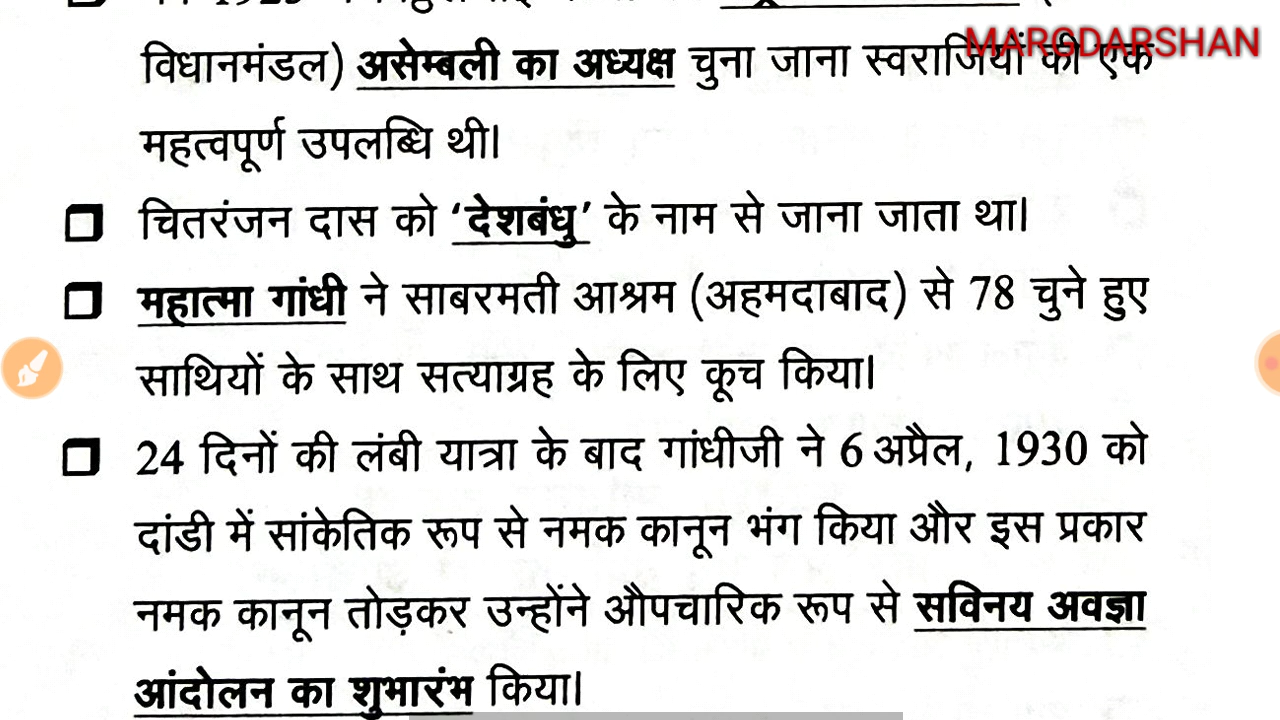 विधानमंडल) असेम्बली का अध्यक्ष चुना जाना स्वराजियों की एक
MARGDARSHAN
महत्वपूर्ण उपलब्धि थी।
चितरंजन दास को ‘देशबंधु’ के नाम से जाना जाता था।
महात्मा गांधी ने साबरमती आश्रम (अहमदाबाद) से 78 चुने हुए
साथियों के साथ सत्याग्रह के लिए कूच किया।
24 दिनों की लंबी यात्रा के बाद गांधीजी ने 6 अप्रैल, 1930 को
दांडी में सांकेतिक रूप से नमक कानून भंग किया और इस प्रकार
नमक कानून तोड़कर उन्होंने औपचारिक रूप से सविनय अवज्ञा
आंदोलन का शुभारंभ किया।